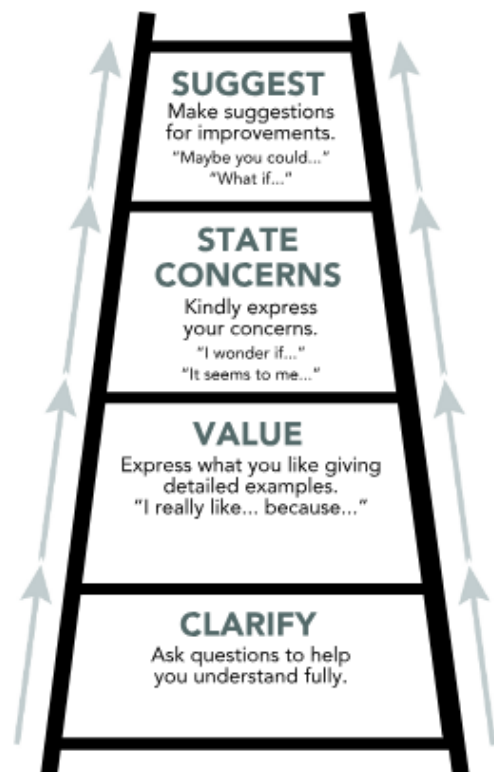 SUGGEST
Make suggestions
for improvements.
“Maybe you could...”
“What if...”
STATE
CONCERNS
Kindly express
your concerns.
“I wonder if...”
“It seems to me...”
VALUE
Express what you like giving
detailed examples.
“I really like... because...”
CLARIFY
Ask questions to help
you understand fully.